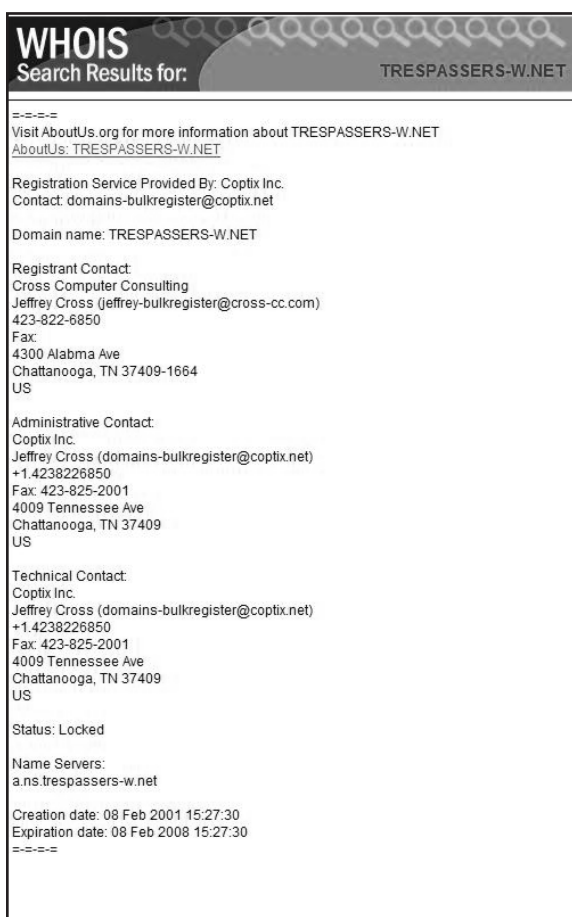 WHOIS
Search Results for:
TRESPASSERS-W.NET
=-=-=-=
Visit AboutUs.org for more information about TRESPASSERS-W.NET
AboutUs: TRESPASSERS-W.NET
Registration Service Provided By: Coptix Inc.
Contact: domains-bulkregister@coptix.net
Domain name: TRESPASSERS-W.NET
Registrant Contact:
Cross Computer Consulting
Jeffrey Cross (jeffrey-bulkregister@cross-cc.com)
423-822-6850
Fax:
4300 Alabma Ave
Chattanooga, TN 37409-1664
US
Administrative Contact:
Coptix Inc.
Jeffrey Cross (domains-bulkregister@coptix.net)
+1.4238226850
Fax: 423-825-2001
4009 Tennessee Ave
Chattanooga, TN 37409
US
Technical Contact:
Coptix Inc.
Jeffrey Cross (domains-bulkregister@coptix.net)
+1.4238226850
Fax: 423-825-2001
4009 Tennessee Ave
Chattanooga, TN 37409
US
Status: Locked
Name Servers:
a.ns.trespassers-w.net
Creation date: 08 Feb 2001 15:27:30
Expiration date: 08 Feb 2008 15:27:30
=-=-=-=